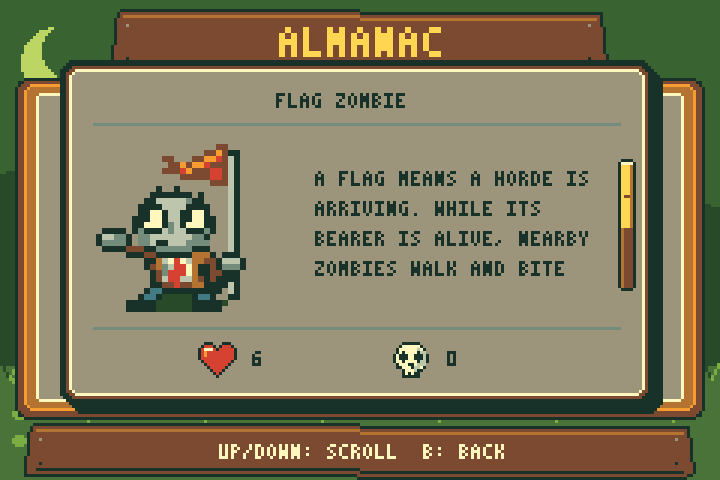 ALMANAC
FLAG ZOMBIE
A FLAG MEANS A HORDE IS
ARRIVING. WHILE ITS
BEARER IS ALIVE, NEARBY
ZOMBIES WALK AND BITE
6
0
UP/DOWN: SCROLL B: BACK